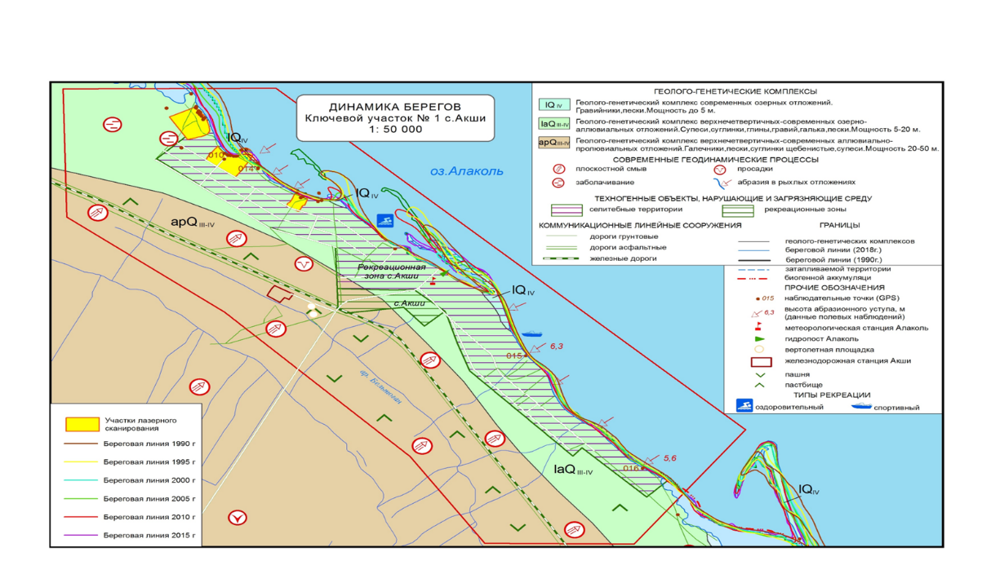 ДИНАМИКА БЕРЕГОВ
Ключевой участок № 1 с.Акши
1: 50 000
ГЕОЛОГО-ГЕНЕТИЧЕСКИЕ КОМПЛЕКСЫ
lQ IV
Геолого-генетический комплекс современных озерных отложений.
Гравийники,пески.Мощность до 5 м.
laQ III-IV
Геолого-генетический комплекс верхнечетвертичных-современных озерно-
аллювиальных отложений.Супеси,суглинки,глины,гравий,галька,пески.Мощность 5-20 м.
apQ III-IV
Геолого-генетический комплекс верхнечетвертичных-современных аллювиально-
пролювиальных отложений.Галечники,пески,суглинки щебенистые,супеси.Мощность 20-50 м.
СОВРЕМЕННЫЕ ГЕОДИНАМИЧЕСКИЕ ПРОЦЕССЫ
плоскостной смыв
просадки
заболачивание
абразия в рыхлых отложениях
ТЕХНОГЕННЫЕ ОБЪЕКТЫ, НАРУШАЮЩИЕ И ЗАГРЯЗНЯЮЩИЕ СРЕДУ
селитебные территории
рекреационные зоны
КОММУНИКАЦИОННЫЕ ЛИНЕЙНЫЕ СООРУЖЕНИЯ
ГРАНИЦЫ
дороги грунтовые
дороги асфальтные
железные дороги
геолого-генетических комплексов
береговой линии (2018г.)
береговой линии (1990г.)
затапливаемой территории
биогенной аккумуляци
ПРОЧИЕ ОБОЗНАЧЕНИЯ
015 наблюдательные точки (GPS)
6,3 высота абразионного уступа, м
(данные полевых наблюдений)
метеорологическая станция Алаколь
гидропост Алаколь
вертолетная площадка
железнодорожная станция Акши
пашня
пастбище
ТИПЫ РЕКРЕАЦИИ
оздоровительный
спортивный
оз.Алаколь
lQ IV
010
014
lQ IV
apQ III-IV
Рекреационная
зона с.Акши
с.Акши
lQ IV
015
6,3
laQ III-IV
016
5,6
lQ IV
Участки лазерного
сканирования
Береговая линия 1990 г
Береговая линия 1995 г
Береговая линия 2000 г
Береговая линия 2005 г
Береговая линия 2010 г
Береговая линия 2015 г